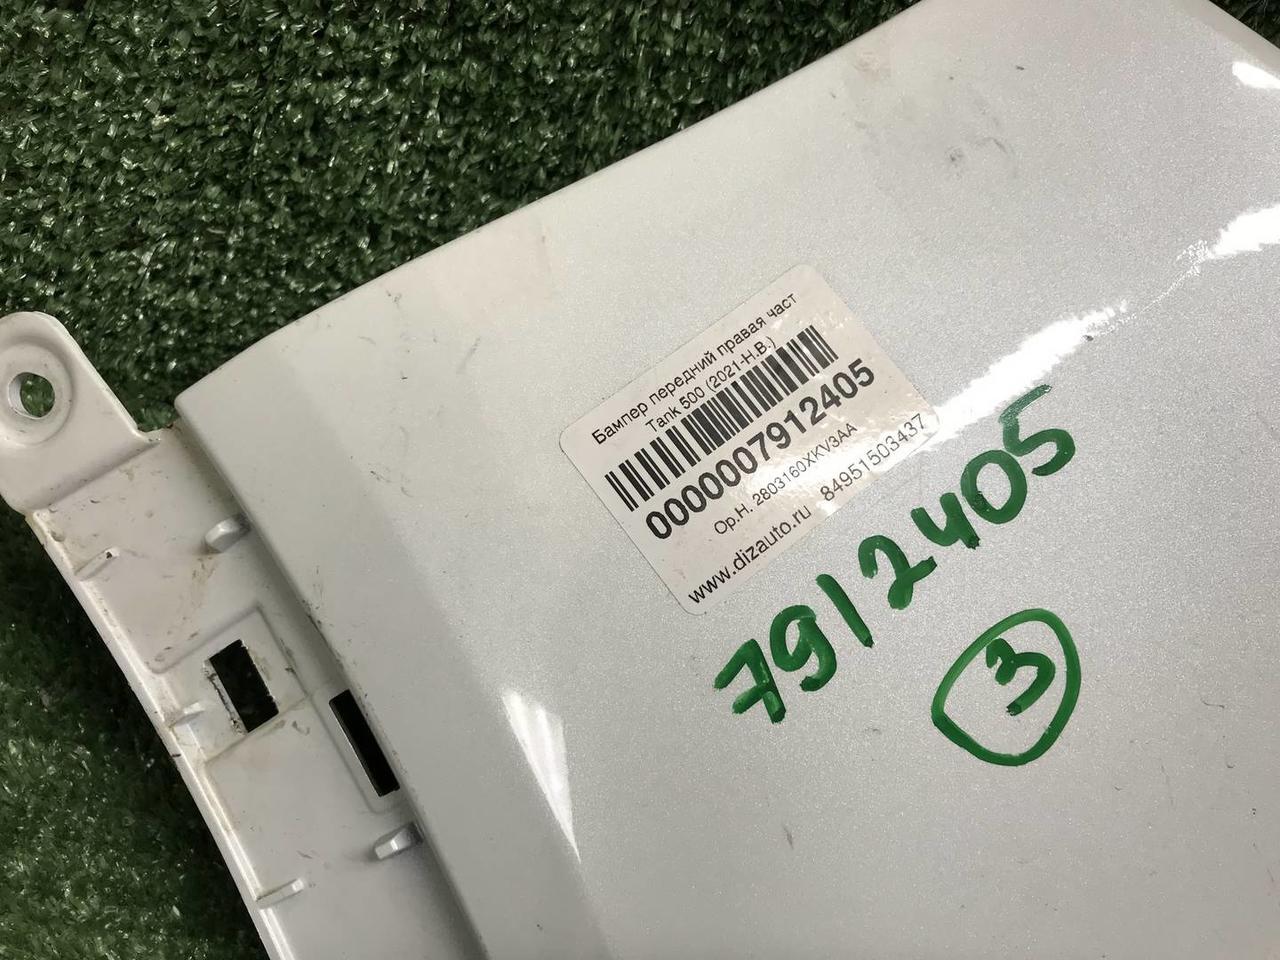 Бампер передний правая част
Tank 500 (2021-Н.В.)
0000007912405
Ор.Н. 2803160XKV3AA
www.dizauto.ru 84951503437
7912405
3